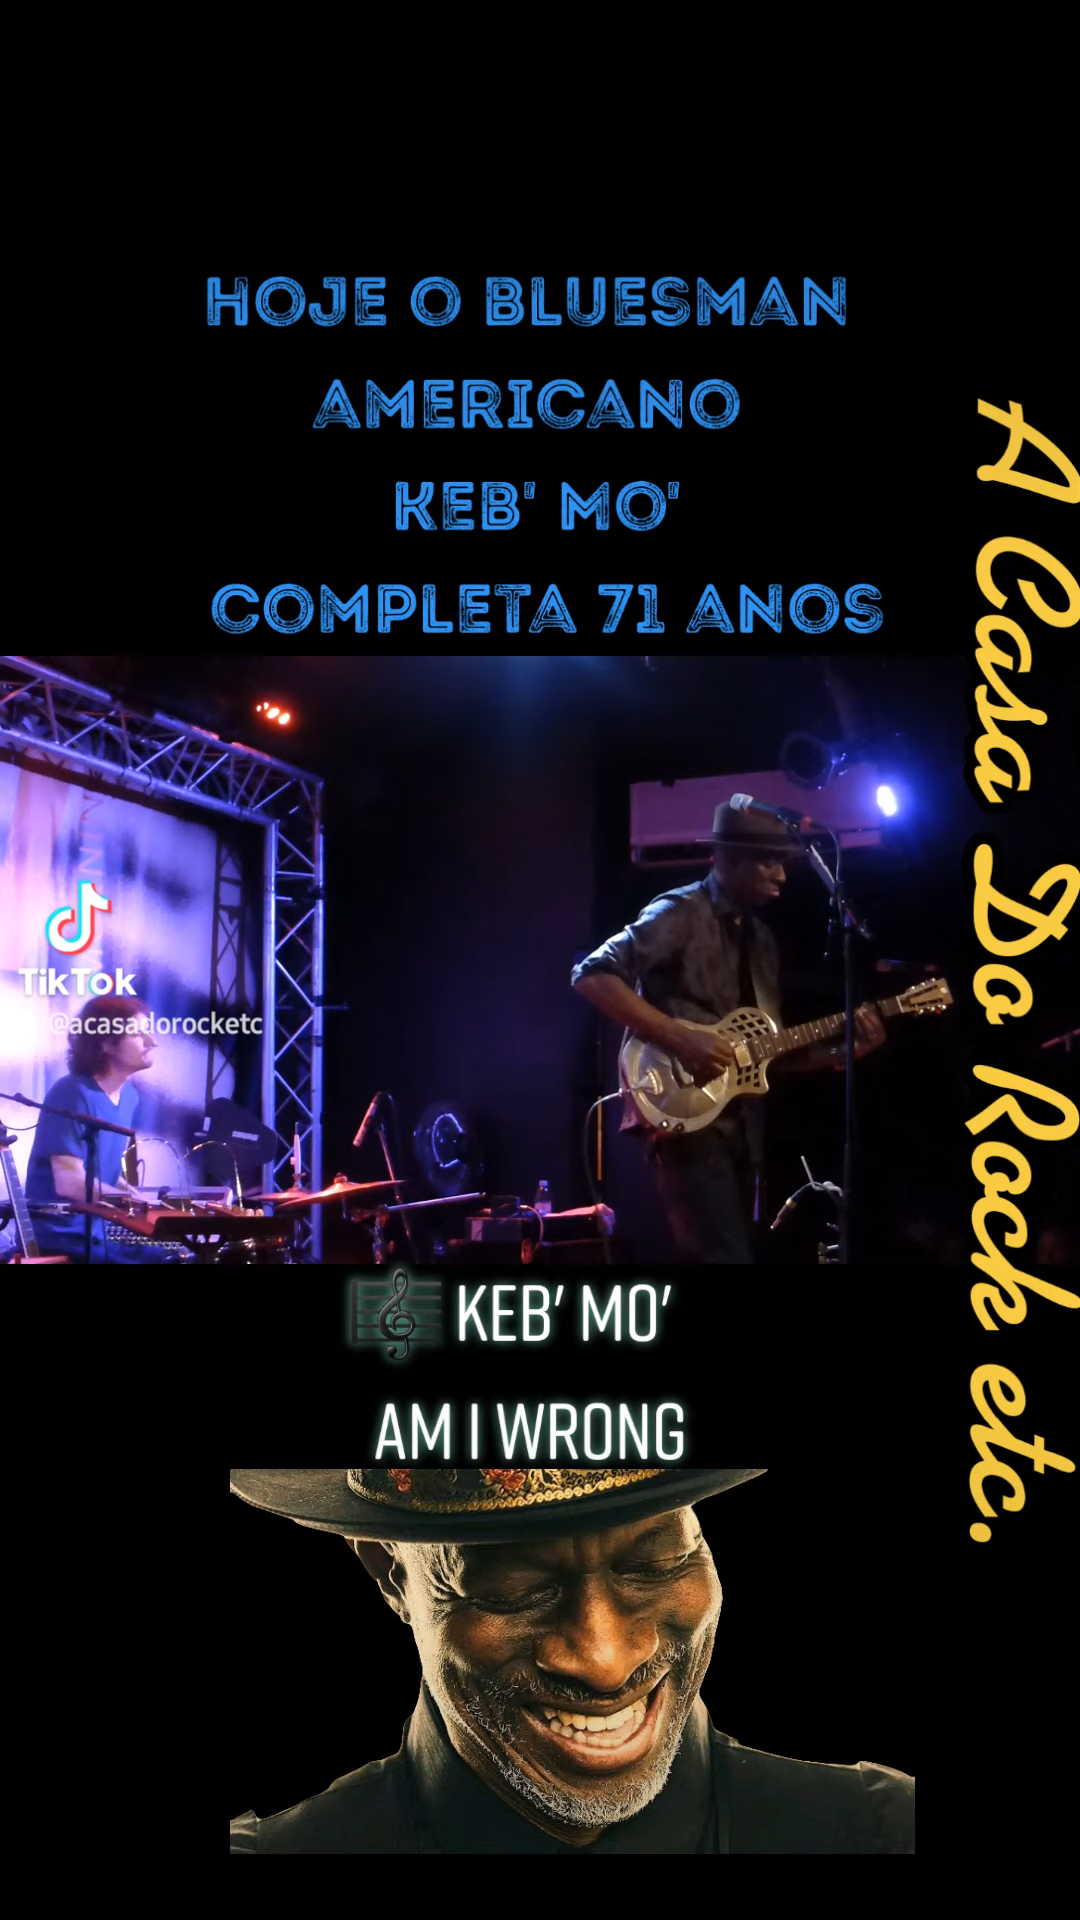 HOJE O BLUESMAN
AMERICANO
KEB' MO'
COMPLETA 71 ANOS
A Casa Do Rock etc.
TikTok
@acasadorocketc
KEB' MO'
AM I WRONG